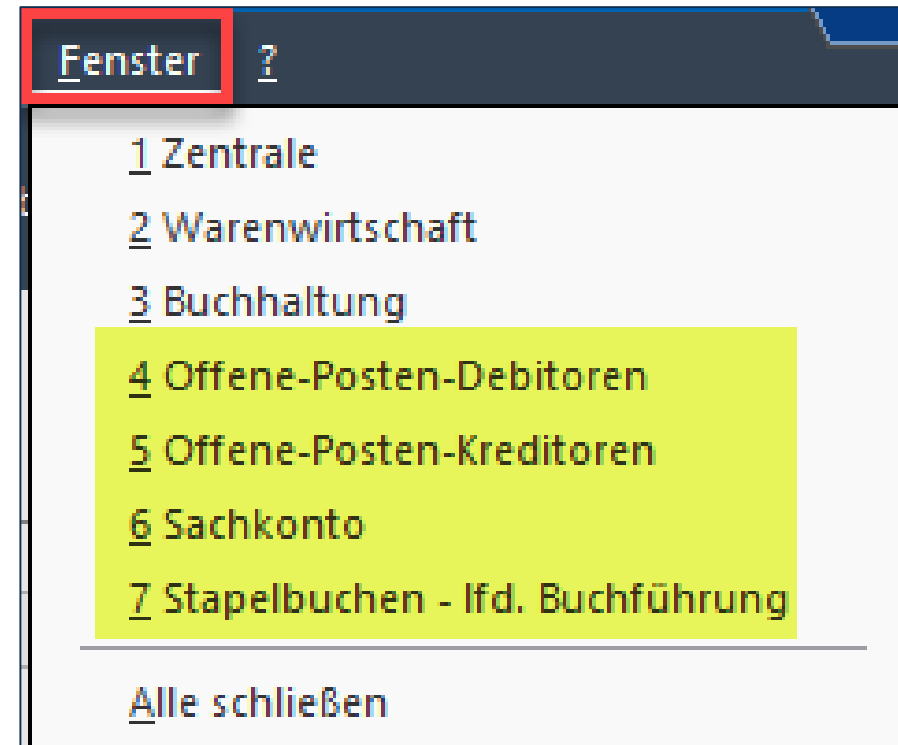 Fenster ?
1 Zentrale
2 Warenwirtschaft
3 Buchhaltung
4 Offene-Posten-Debitoren
5 Offene-Posten-Kreditoren
6 Sachkonto
7 Stapelbuchen - lfd. Buchführung
Alle schließen